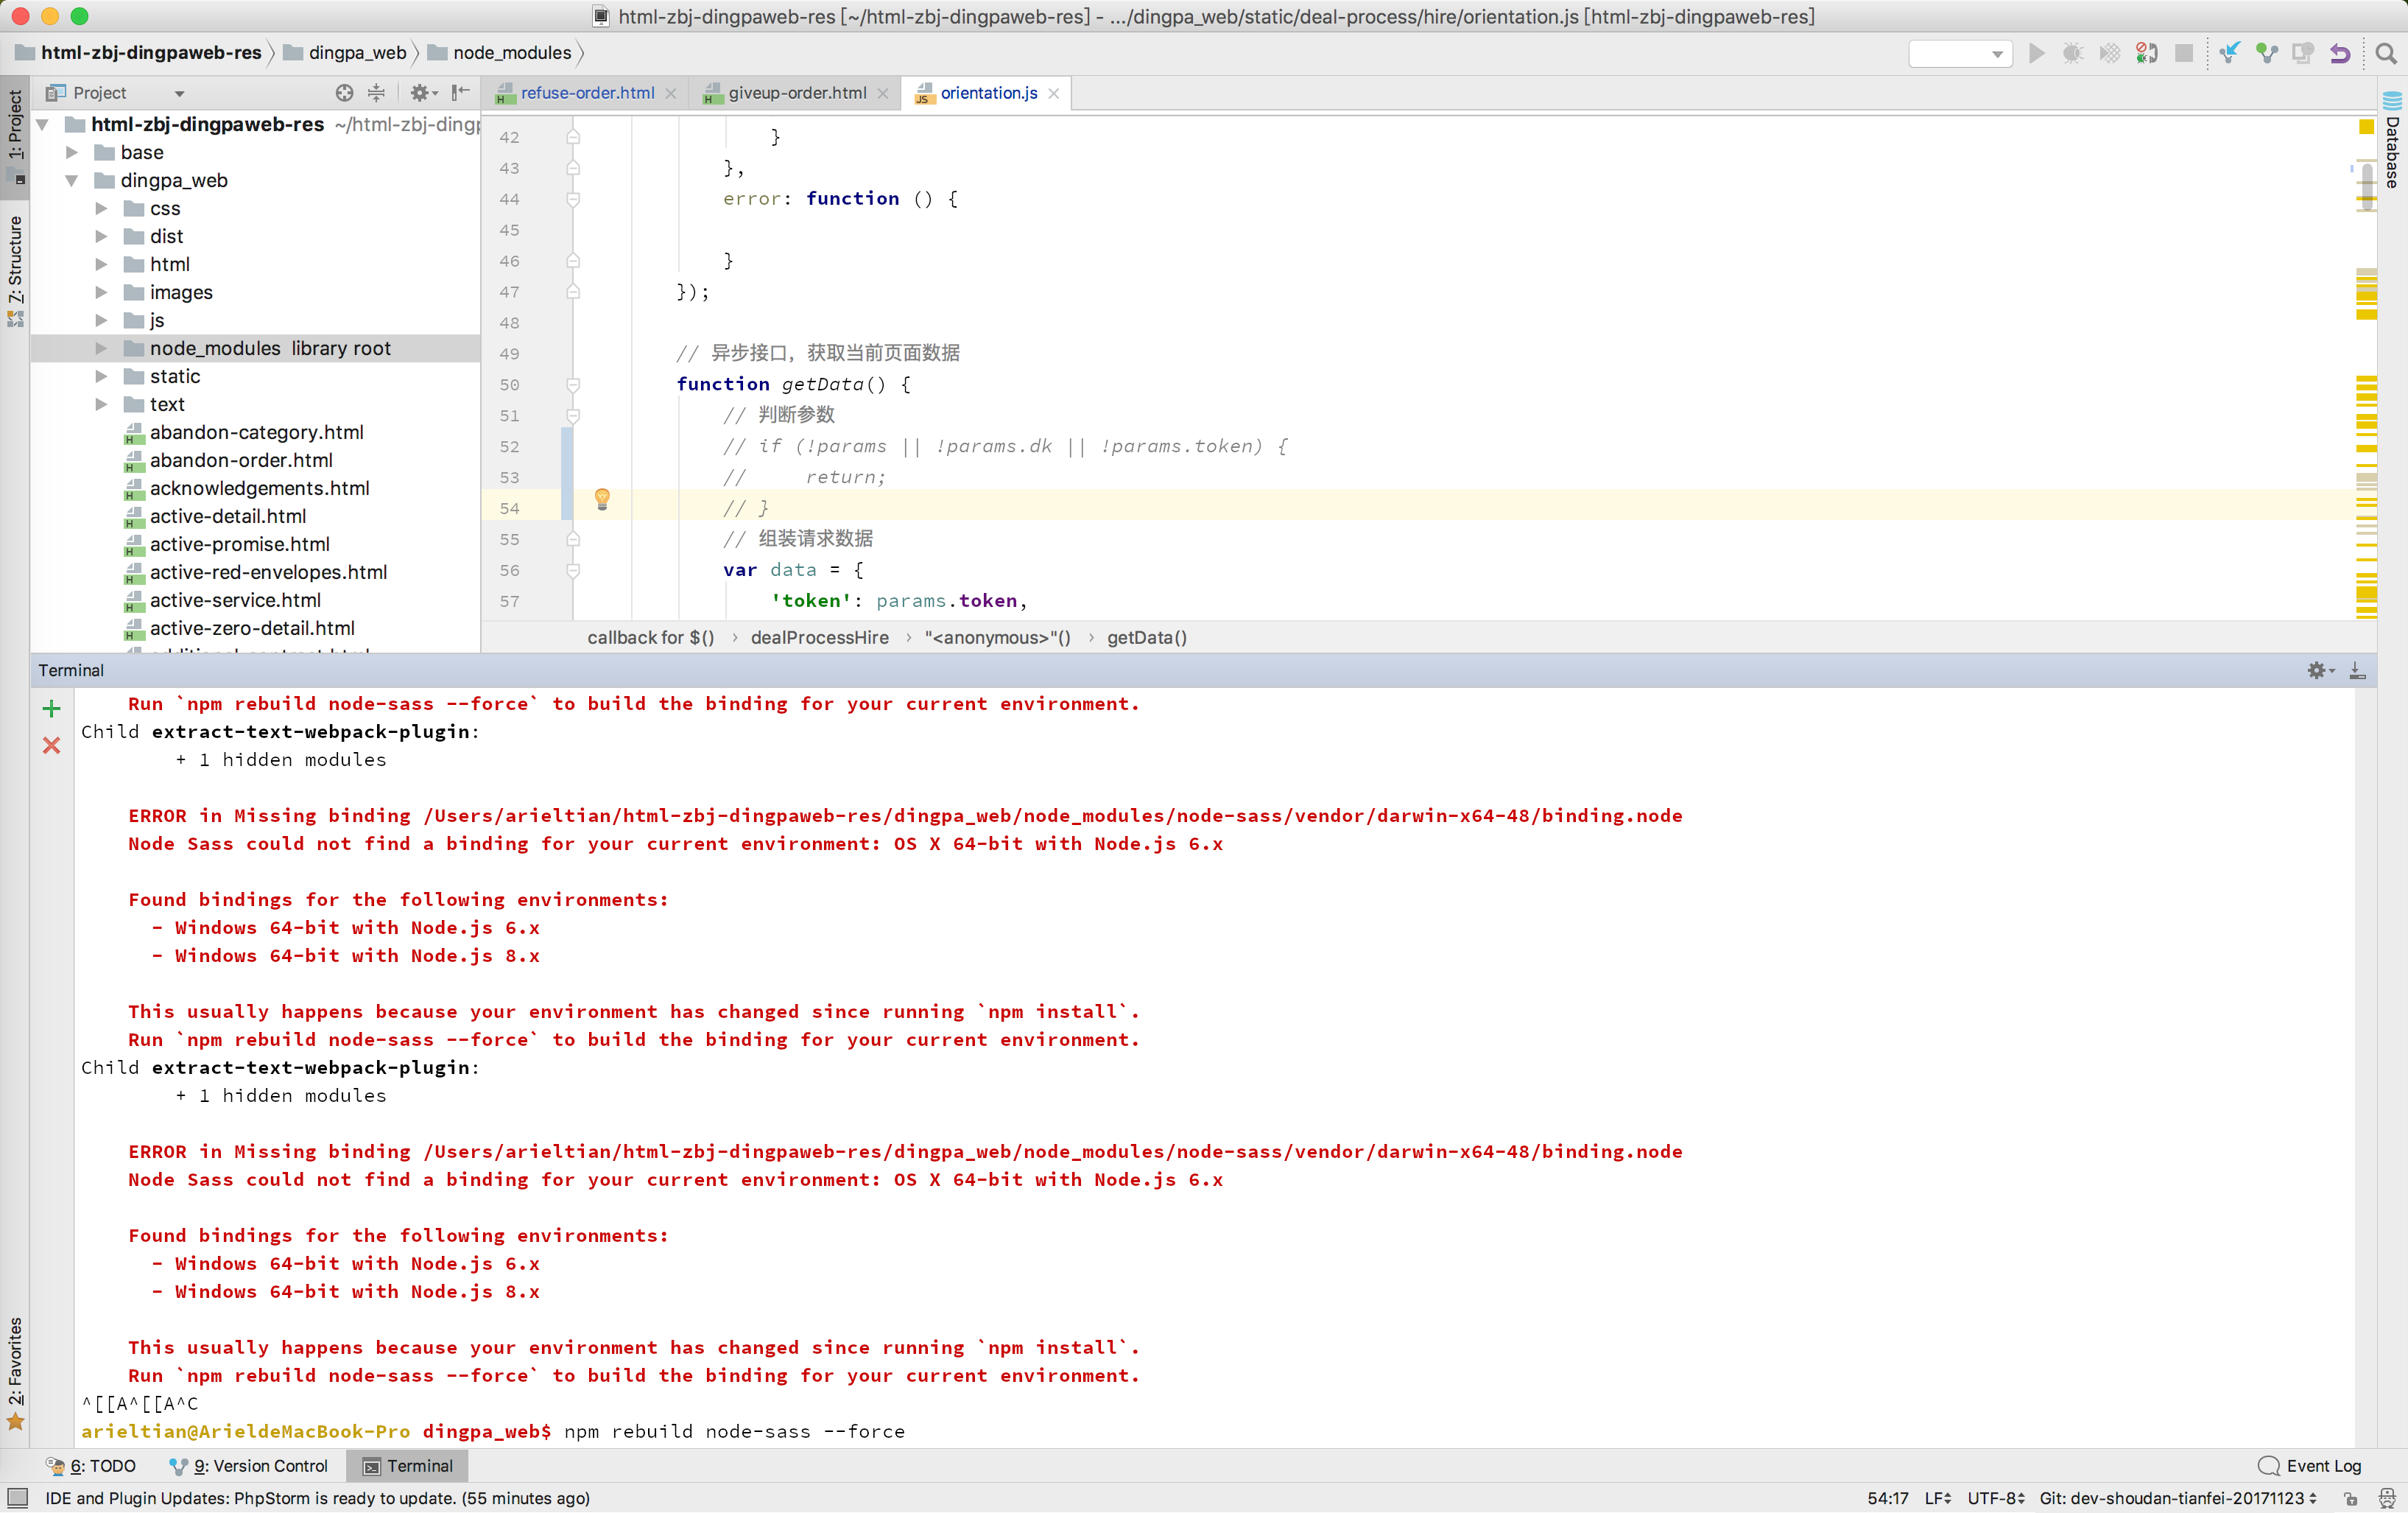 html-zbj-dingpaweb-res [~/html-zbj-dingpaweb-res] - .../dingpa_web/static/deal-process/hire/orientation.js [html-zbj-dingpaweb-res]
html-zbj-dingpaweb-res dingpa_web node_modules
1: Project
7: Structure
2: Favorites
Database
Project
refuse-order.html giveup-order.html orientation.js
html-zbj-dingpaweb-res ~/html-zbj-ding
base
dingpa_web
css
dist
html
images
js
node_modules library root
static
text
abandon-category.html
abandon-order.html
acknowledgements.html
active-detail.html
active-promise.html
active-red-envelopes.html
active-service.html
active-zero-detail.html
42 }
43 },
44 error: function () {
45
46 }
47 });
48
49 // 异步接口，获取当前页面数据
50 function getData() {
51 // 判断参数
52 // if (!params || !params.dk || !params.token) {
53 // return;
54 // }
55 // 组装请求数据
56 var data = {
57 'token': params.token,
callback for $() › dealProcessHire › "<anonymous>"() › getData()
Terminal
Run `npm rebuild node-sass --force` to build the binding for your current environment.
Child extract-text-webpack-plugin:
+ 1 hidden modules
ERROR in Missing binding /Users/arieltian/html-zbj-dingpaweb-res/dingpa_web/node_modules/node-sass/vendor/darwin-x64-48/binding.node
Node Sass could not find a binding for your current environment: OS X 64-bit with Node.js 6.x
Found bindings for the following environments:
- Windows 64-bit with Node.js 6.x
- Windows 64-bit with Node.js 8.x
This usually happens because your environment has changed since running `npm install`.
Run `npm rebuild node-sass --force` to build the binding for your current environment.
Child extract-text-webpack-plugin:
+ 1 hidden modules
ERROR in Missing binding /Users/arieltian/html-zbj-dingpaweb-res/dingpa_web/node_modules/node-sass/vendor/darwin-x64-48/binding.node
Node Sass could not find a binding for your current environment: OS X 64-bit with Node.js 6.x
Found bindings for the following environments:
- Windows 64-bit with Node.js 6.x
- Windows 64-bit with Node.js 8.x
This usually happens because your environment has changed since running `npm install`.
Run `npm rebuild node-sass --force` to build the binding for your current environment.
^[[A^[[A^C
arieltian@ArieldeMacBook-Pro dingpa_web$ npm rebuild node-sass --force
6: TODO 9: Version Control Terminal Event Log
IDE and Plugin Updates: PhpStorm is ready to update. (55 minutes ago) 54:17 LF UTF-8 Git: dev-shoudan-tianfei-20171123